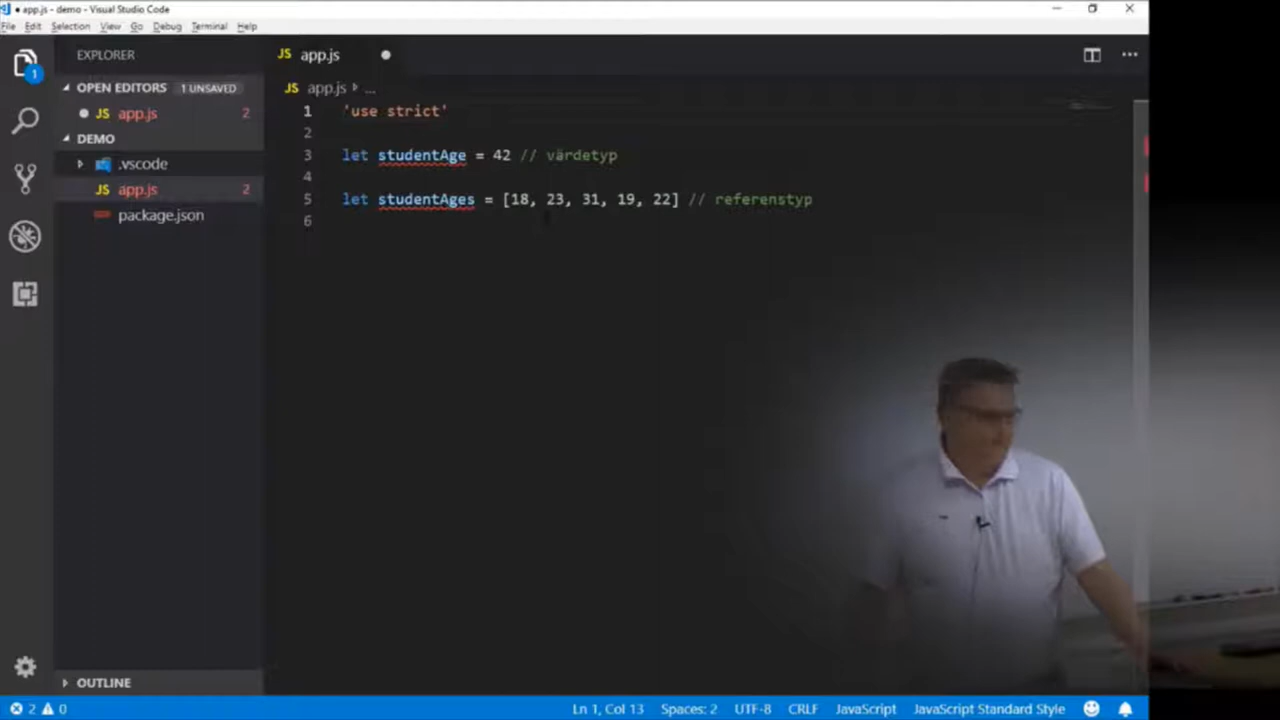 app.js - demo - Visual Studio Code
File Edit Selection View Go Debug Terminal Help
EXPLORER
JS app.js
1
OPEN EDITORS 1 UNSAVED
JS app.js 2
DEMO
.vscode
JS app.js 2
package.json
OUTLINE
JS app.js ...
1 'use strict'
2
3 let studentAge = 42 // värdetyp
4
5 let studentAges = [18, 23, 31, 19, 22] // referenstyp
6
2 0 Ln 1, Col 13 Spaces: 2 UTF-8 CRLF JavaScript JavaScript Standard Style